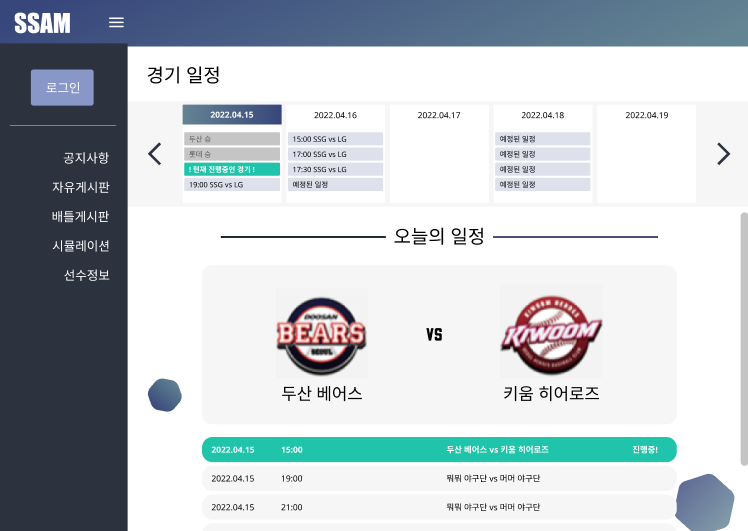 SSAM
로그인
공지사항
자유게시판
배틀게시판
시뮬레이션
선수정보
경기 일정
2022.04.15
두산 승
롯데 승
! 현재 진행중인 경기 !
19:00 SSG vs LG
2022.04.16
15:00 SSG vs LG
17:00 SSG vs LG
17:30 SSG vs LG
예정된 일정
2022.04.17
2022.04.18
예정된 일정
예정된 일정
예정된 일정
예정된 일정
2022.04.19
오늘의 일정
DOOSAN
BEARS
SEOUL
두산 베어스
VS
KIWOOM HEROES
KIWOOM
키움 히어로즈
2022.04.15 15:00 두산 베어스 vs 키움 히어로즈 진행중!
2022.04.15 19:00 뭐뭐 야구단 vs 머머 야구단
2022.04.15 21:00 뭐뭐 야구단 vs 머머 야구단